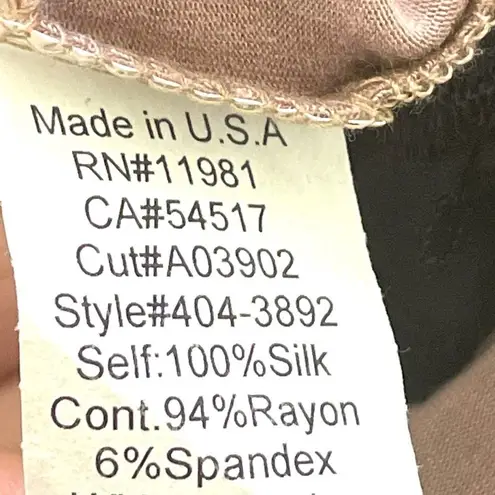 Made in U.S.A
RN#11981
CA#54517
Cut#A03902
Style#404-3892
Self:100%Silk
Cont.94%Rayon
6%Spandex